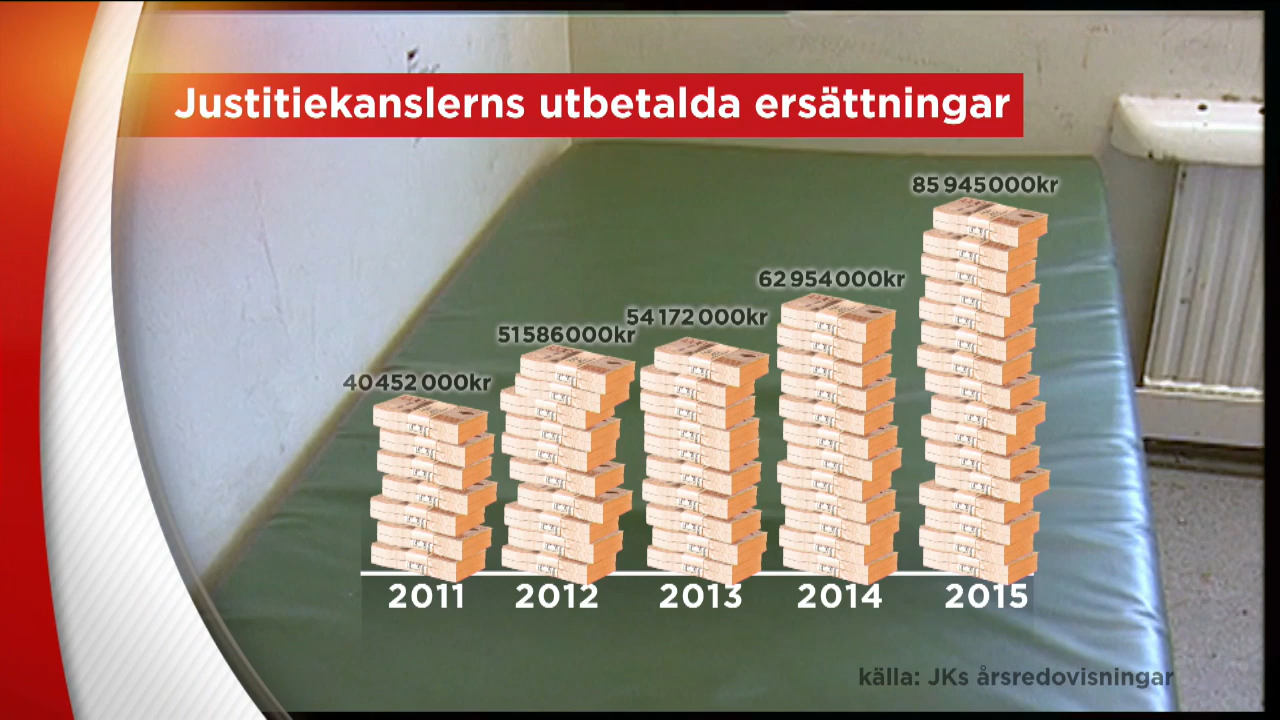 Justitiekanslerns utbetalda ersättningar
85 945 000kr
62 954 000kr
54 172 000kr
51 586 000kr
40 452 000kr
2011 2012 2013 2014 2015
källa: JKs årsredovisningar